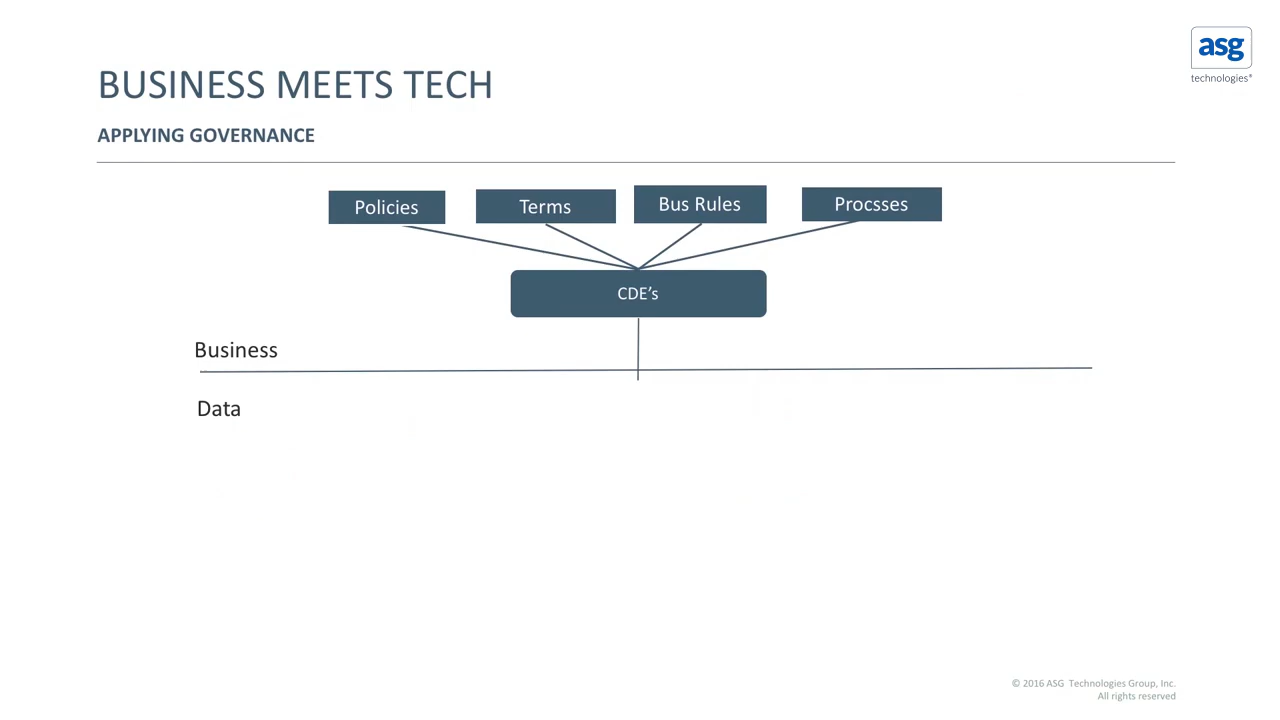 asg
technologies®
BUSINESS MEETS TECH
APPLYING GOVERNANCE
Policies
Terms
Bus Rules
Procsses
CDE’s
Business
Data
© 2016 ASG Technologies Group, Inc.
All rights reserved